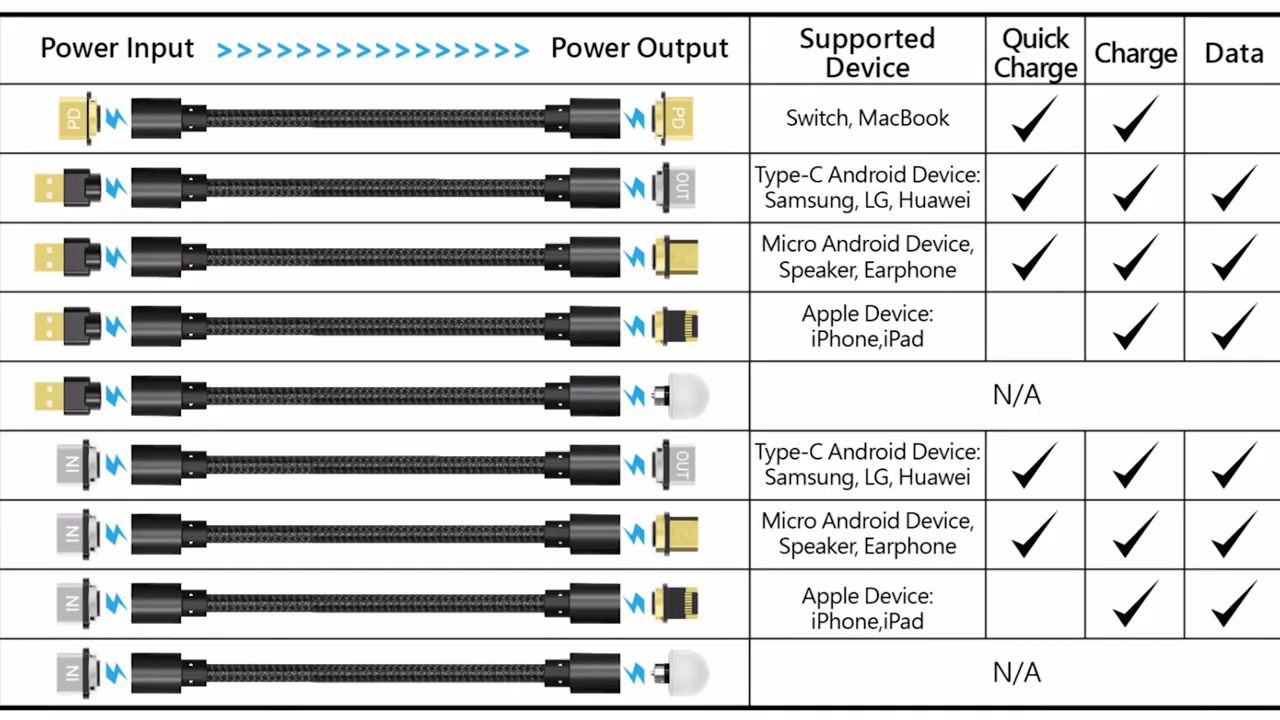 Power Input >>>>>>>>>>>>>>>> Power Output
Supported
Device
Quick
Charge
Charge
Data
PD
PD
Switch, MacBook
OUT
Type-C Android Device:
Samsung, LG, Huawei
Micro Android Device,
Speaker, Earphone
Apple Device:
iPhone,iPad
N/A
IN
OUT
Type-C Android Device:
Samsung, LG, Huawei
IN
Micro Android Device,
Speaker, Earphone
IN
Apple Device:
iPhone,iPad
IN
N/A